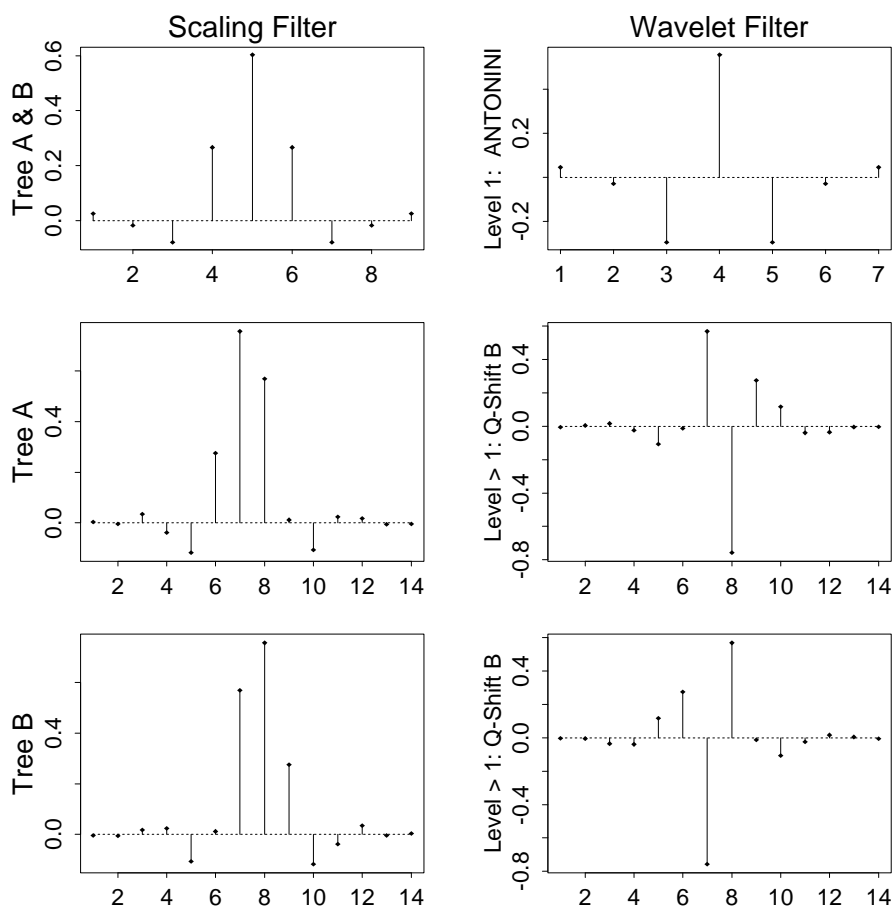 Scaling Filter
Wavelet Filter
Tree A & B
0.6
0.4
0.2
0.0
2 4 6 8
Level 1: ANTONINI
0.2
-0.2
1 2 3 4 5 6 7
Tree A
0.4
0.0
2 4 6 8 10 12 14
Level > 1: Q-Shift B
0.4
0.0
-0.4
-0.8
2 4 6 8 10 12 14
Tree B
0.4
0.0
2 4 6 8 10 12 14
Level > 1: Q-Shift B
0.4
0.0
-0.4
-0.8
2 4 6 8 10 12 14